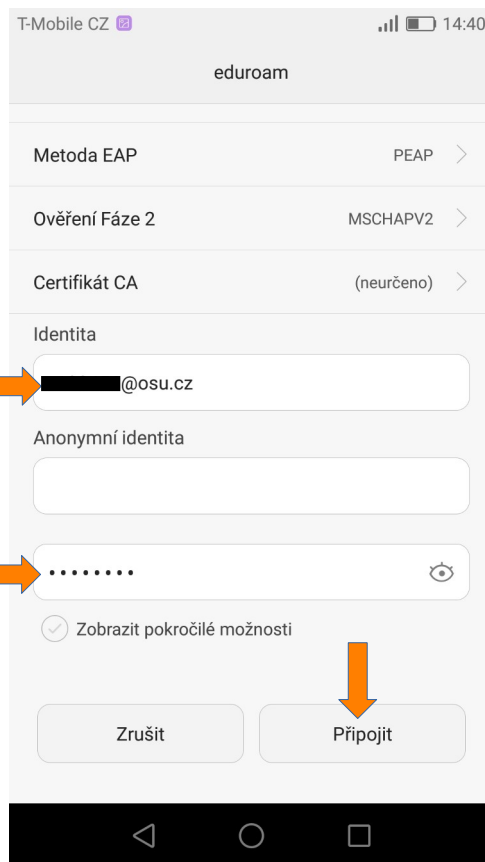 T-Mobile CZ 14:40
eduroam
Metoda EAP PEAP
Ověření Fáze 2 MSCHAPV2
Certifikát CA (neurčeno)
Identita
@osu.cz
Anonymní identita
••••••••
Zobrazit pokročilé možnosti
Zrušit Připojit